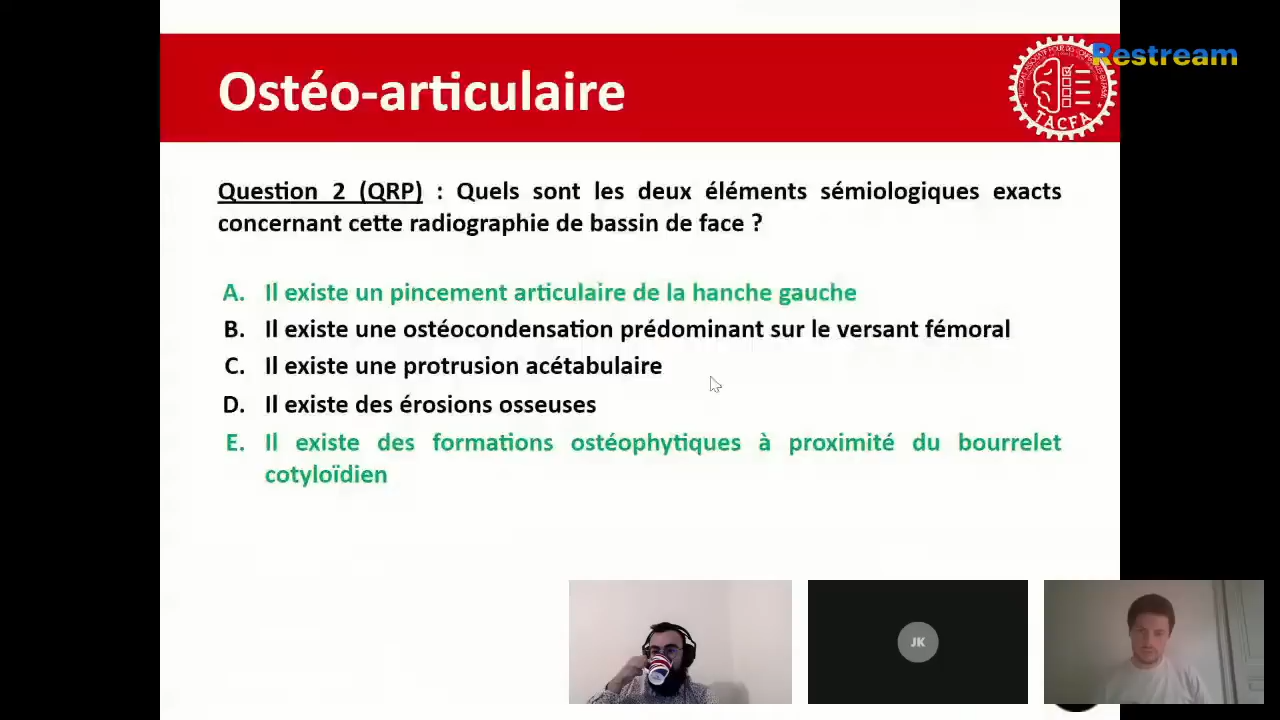 Ostéo-articulaire
Restream
TACFA
Question 2 (QRP) : Quels sont les deux éléments sémiologiques exacts
concernant cette radiographie de bassin de face ?
A. Il existe un pincement articulaire de la hanche gauche
B. Il existe une ostéocondensation prédominant sur le versant fémoral
C. Il existe une protrusion acétabulaire
D. Il existe des érosions osseuses
E. Il existe des formations ostéophytiques à proximité du bourrelet
cotyloïdien
JK